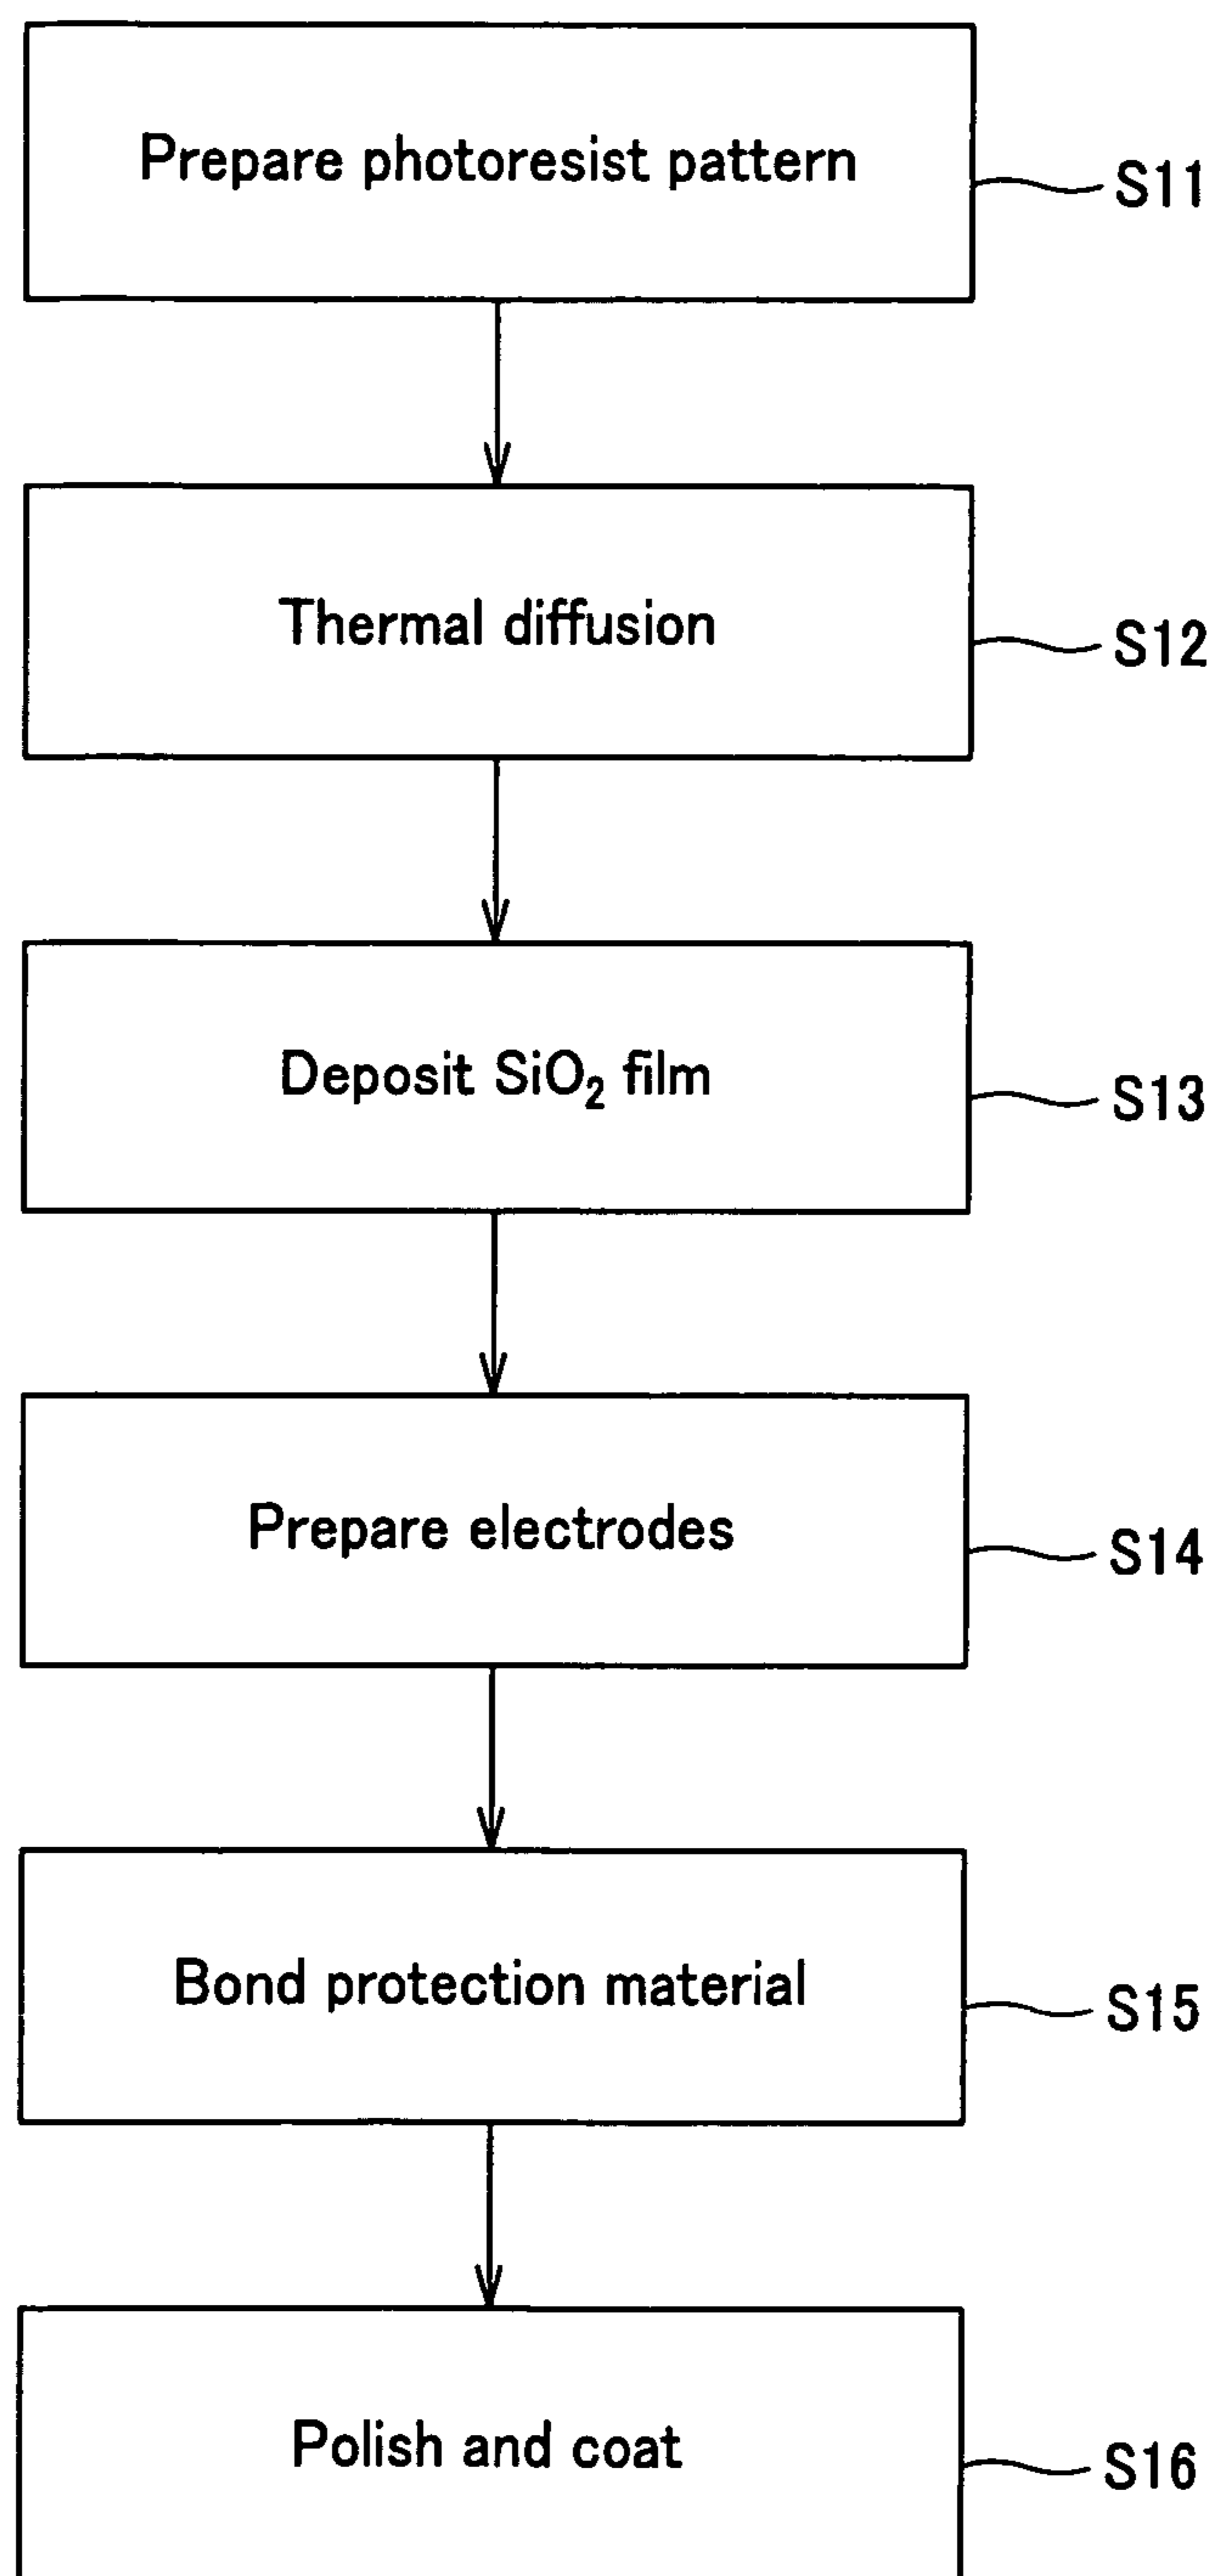 Prepare photoresist pattern
S11
Thermal diffusion
S12
Deposit SiO₂ film
S13
Prepare electrodes
S14
Bond protection material
S15
Polish and coat
S16